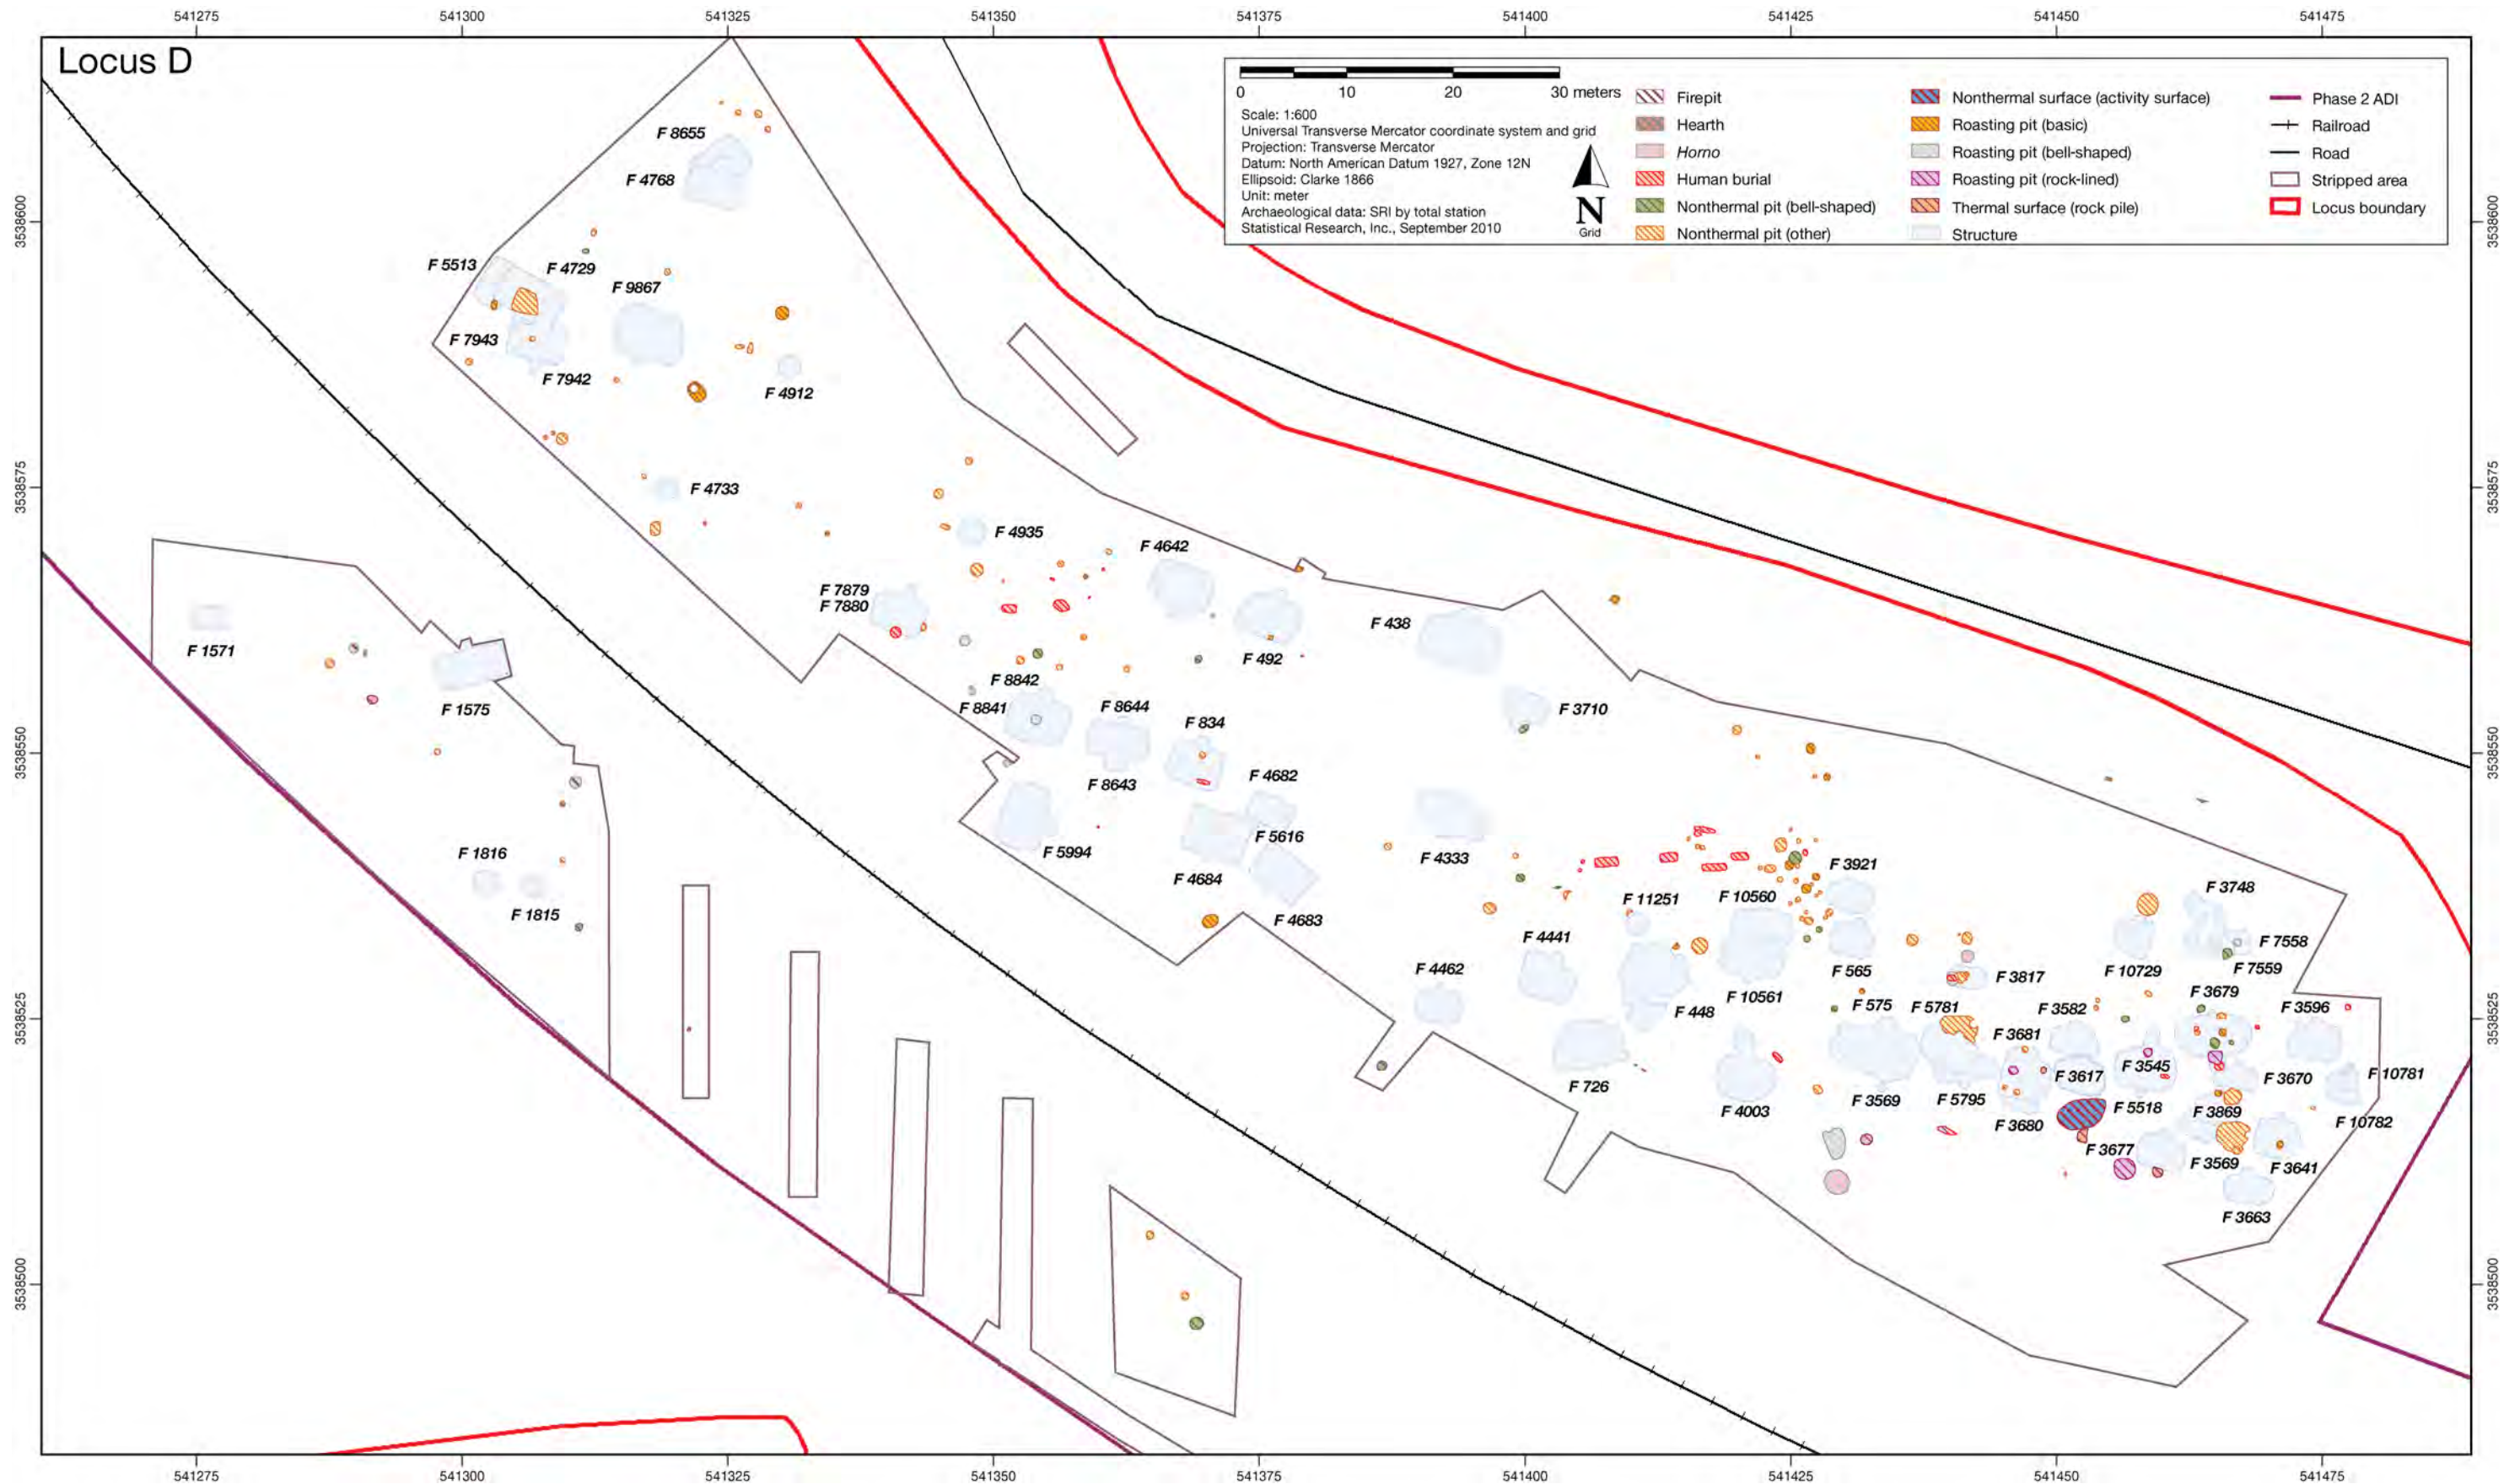 541275 541300 541325 541350 541375 541400 541425 541450 541475
Locus D
0 10 20 30 meters
Scale: 1:600
Universal Transverse Mercator coordinate system and grid
Projection: Transverse Mercator
Datum: North American Datum 1927, Zone 12N
Ellipsoid: Clarke 1866
Unit: meter
Archaeological data: SRI by total station
Statistical Research, Inc., September 2010
N
Grid
Firepit
Hearth
Horno
Human burial
Nonthermal pit (bell-shaped)
Nonthermal pit (other)
Nonthermal surface (activity surface)
Roasting pit (basic)
Roasting pit (bell-shaped)
Roasting pit (rock-lined)
Thermal surface (rock pile)
Structure
Phase 2 ADI
Railroad
Road
Stripped area
Locus boundary
3538600
3538575
3538550
3538525
3538500
3538600
3538575
3538550
3538525
3538500
F 8655
F 4768
F 5513
F 4729
F 9867
F 7943
F 7942
F 4912
F 4733
F 4935
F 4642
F 7879
F 7880
F 438
F 1571
F 492
F 8842
F 1575
F 8841
F 8644
F 834
F 3710
F 4682
F 8643
F 5616
F 1816
F 5994
F 4333
F 3921
F 4684
F 3748
F 11251
F 10560
F 1815
F 4683
F 4441
F 7558
F 4462
F 565
F 3817
F 10729
F 7559
F 10561
F 3679
F 448
F 575
F 5781
F 3582
F 3596
F 3681
F 726
F 3617
F 3545
F 3670
F 10781
F 4003
F 3569
F 5795
F 5518
F 3869
F 3680
F 10782
F 3677
F 3569
F 3641
F 3663
541275 541300 541325 541350 541375 541400 541425 541450 541475